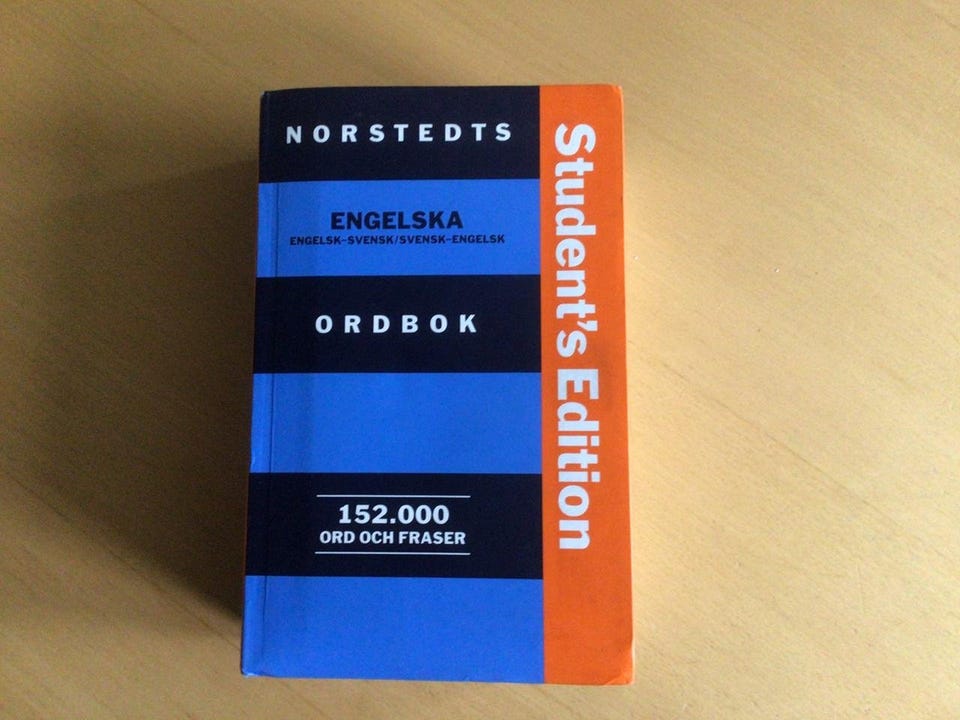 NORSTEDTS
ENGELSKA
ENGELSK–SVENSK/SVENSK–ENGELSK
ORDBOK
152.000
ORD OCH FRASER
Student's Edition